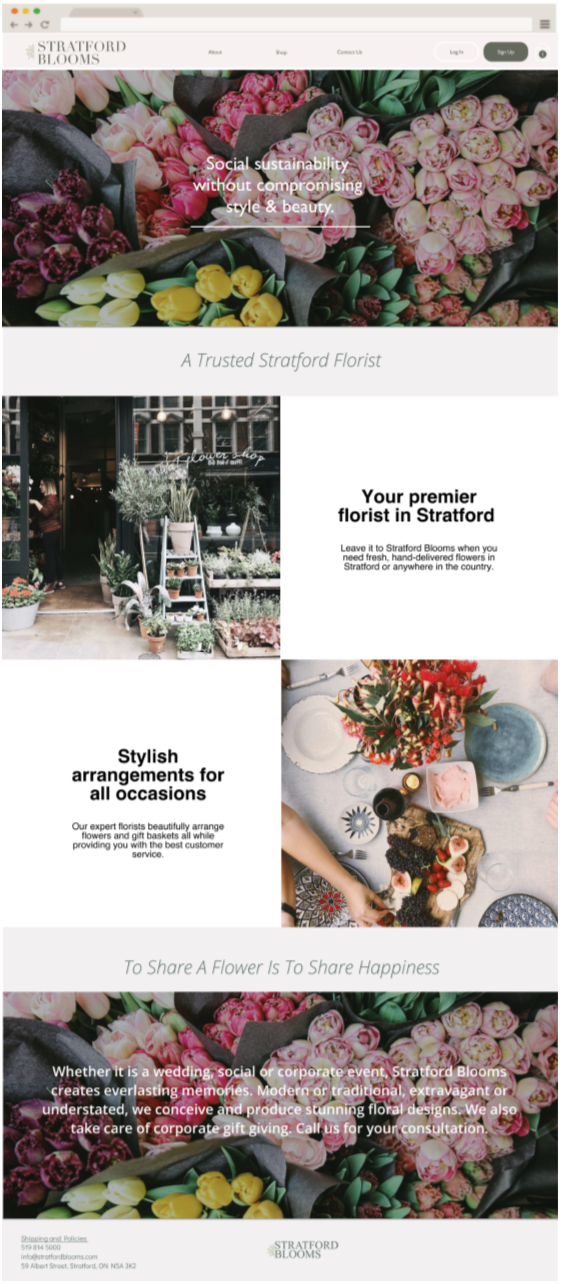 STRATFORD
BLOOMS
About
Shop
Contact Us
Log In
Sign Up
Social sustainability
without compromising
style & beauty.
A Trusted Stratford Florist
flower shop
Your premier
florist in Stratford
Leave it to Stratford Blooms when you
need fresh, hand-delivered flowers in
Stratford or anywhere in the country.
Stylish
arrangements for
all occasions
Our expert florists beautifully arrange
flowers and gift baskets all while
providing you with the best customer
service.
To Share A Flower Is To Share Happiness
Whether it is a wedding, social or corporate event, Stratford Blooms
creates everlasting memories. Modern or traditional, extravagant or
understated, we conceive and produce stunning floral designs. We also
take care of corporate gift giving. Call us for your consultation.
Shipping and Policies
519 814 5000
info@stratfordblooms.com
59 Albert Street, Stratford, ON N5A 3K2
STRATFORD
BLOOMS